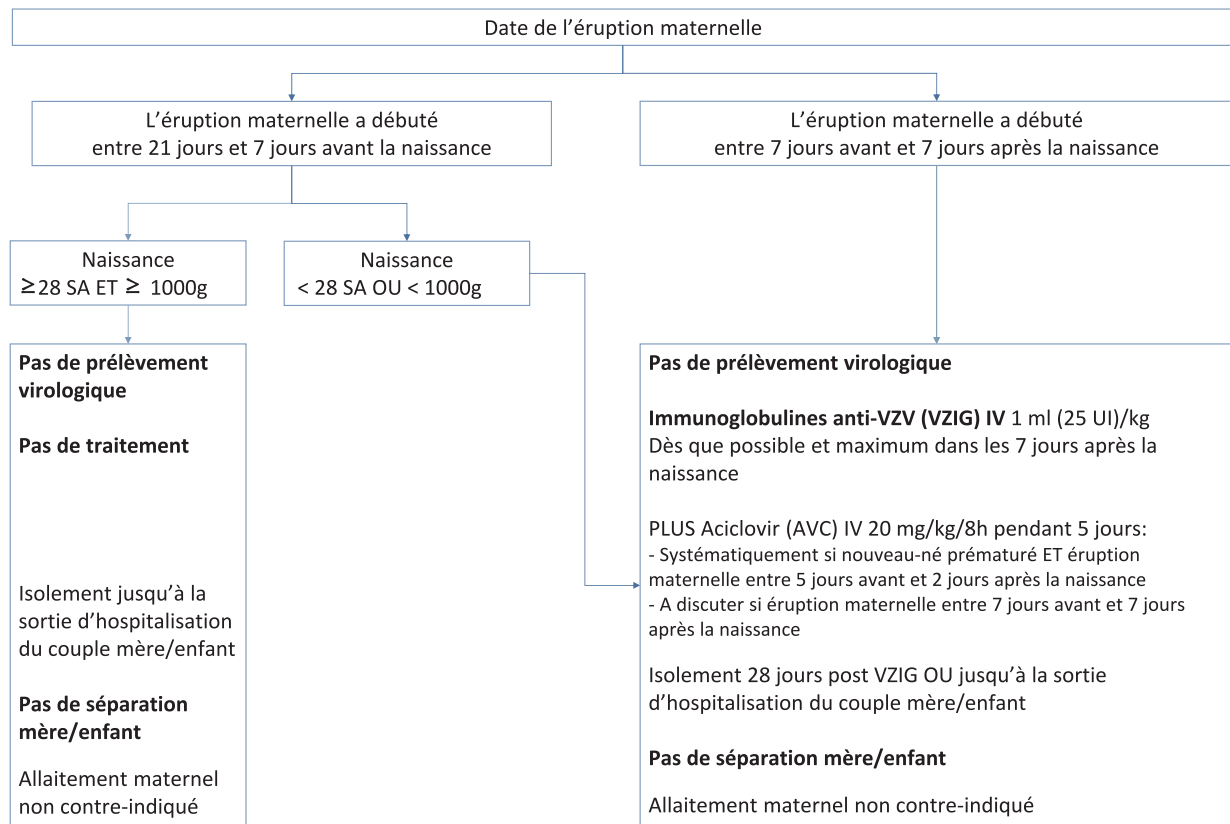 Date de l’éruption maternelle
L’éruption maternelle a débuté
entre 21 jours et 7 jours avant la naissance
L’éruption maternelle a débuté
entre 7 jours avant et 7 jours après la naissance
Naissance
≥28 SA ET ≥ 1000g
Naissance
< 28 SA OU < 1000g
Pas de prélèvement
virologique
Pas de traitement
Isolement jusqu’à la
sortie d’hospitalisation
du couple mère/enfant
Pas de séparation
mère/enfant
Allaitement maternel
non contre-indiqué
Pas de prélèvement virologique
Immunoglobulines anti-VZV (VZIG) IV 1 ml (25 UI)/kg
Dès que possible et maximum dans les 7 jours après la
naissance
PLUS Aciclovir (AVC) IV 20 mg/kg/8h pendant 5 jours:
- Systématiquement si nouveau-né prématuré ET éruption
maternelle entre 5 jours avant et 2 jours après la naissance
- A discuter si éruption maternelle entre 7 jours avant et 7 jours
après la naissance
Isolement 28 jours post VZIG OU jusqu’à la sortie
d’hospitalisation du couple mère/enfant
Pas de séparation mère/enfant
Allaitement maternel non contre-indiqué